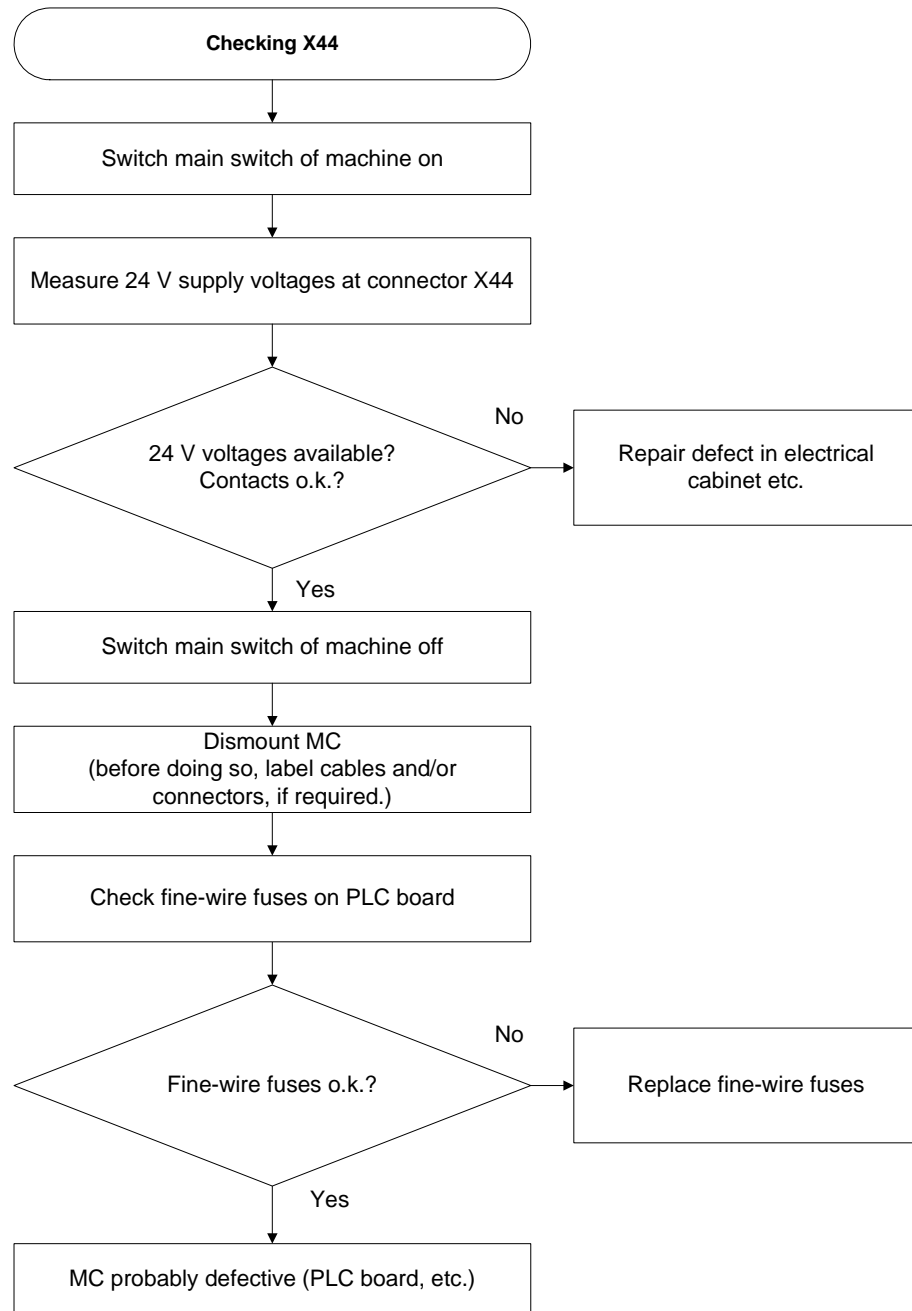 Checking X44
Switch main switch of machine on
Measure 24 V supply voltages at connector X44
24 V voltages available?
Contacts o.k.?
No
Repair defect in electrical
cabinet etc.
Yes
Switch main switch of machine off
Dismount MC
(before doing so, label cables and/or
connectors, if required.)
Check fine-wire fuses on PLC board
Fine-wire fuses o.k.?
No
Replace fine-wire fuses
Yes
MC probably defective (PLC board, etc.)